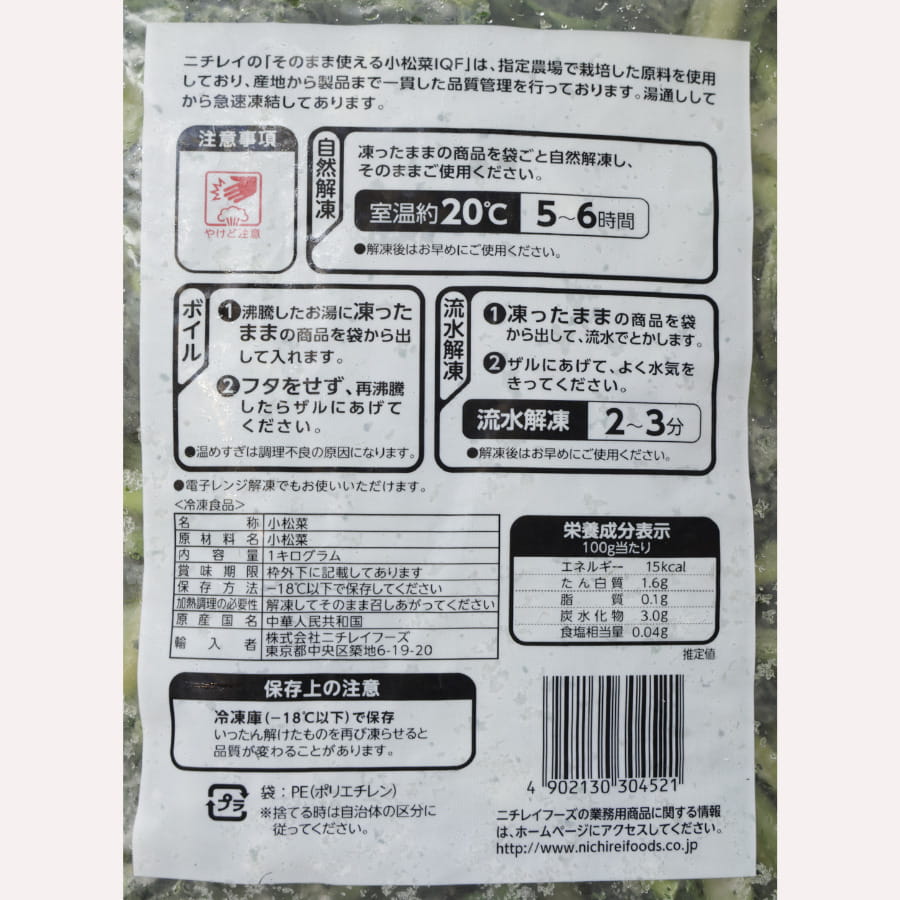 ニチレイの「そのまま使える小松菜IQF」は、指定農場で栽培した原料を使用
しており、産地から製品まで一貫した品質管理を行っております。湯通しして
から急速凍結してあります。
注意事項
やけど注意
自然解凍
凍ったままの商品を袋ごと自然解凍し、
そのままご使用ください。
室温約20℃ 5～6時間
●解凍後はお早めにご使用ください。
ボイル
❶沸騰したお湯に凍った
ままの商品を袋から出
して入れます。
❷フタをせず、再沸騰
したらザルにあげて
ください。
●温めすぎは調理不良の原因になります。
流水解凍
❶凍ったままの商品を袋
から出して、流水でとかします。
❷ザルにあげて、よく水気を
きってください。
流水解凍 2～3分
●解凍後はお早めにご使用ください。
●電子レンジ解凍でもお使いいただけます。
<冷凍食品>
名称 小松菜
原材料名 小松菜
内容量 1キログラム
賞味期限 枠外下に記載してあります
保存方法 −18℃以下で保存してください
加熱調理の必要性 解凍してそのまま召しあがってください
原産国名 中華人民共和国
輸入者 株式会社ニチレイフーズ
東京都中央区築地6-19-20
栄養成分表示
100g当たり
エネルギー 15kcal
たん白質 1.6g
脂質 0.1g
炭水化物 3.0g
食塩相当量 0.04g
推定値
保存上の注意
冷凍庫(−18℃以下)で保存
いったん解けたものを再び凍らせると
品質が変わることがあります。
プラ
袋：PE(ポリエチレン)
※捨てる時は自治体の区分に
従ってください。
4 902130 304521
ニチレイフーズの業務用商品に関する情報
は、ホームページにアクセスしてください。
http://www.nichireifoods.co.jp